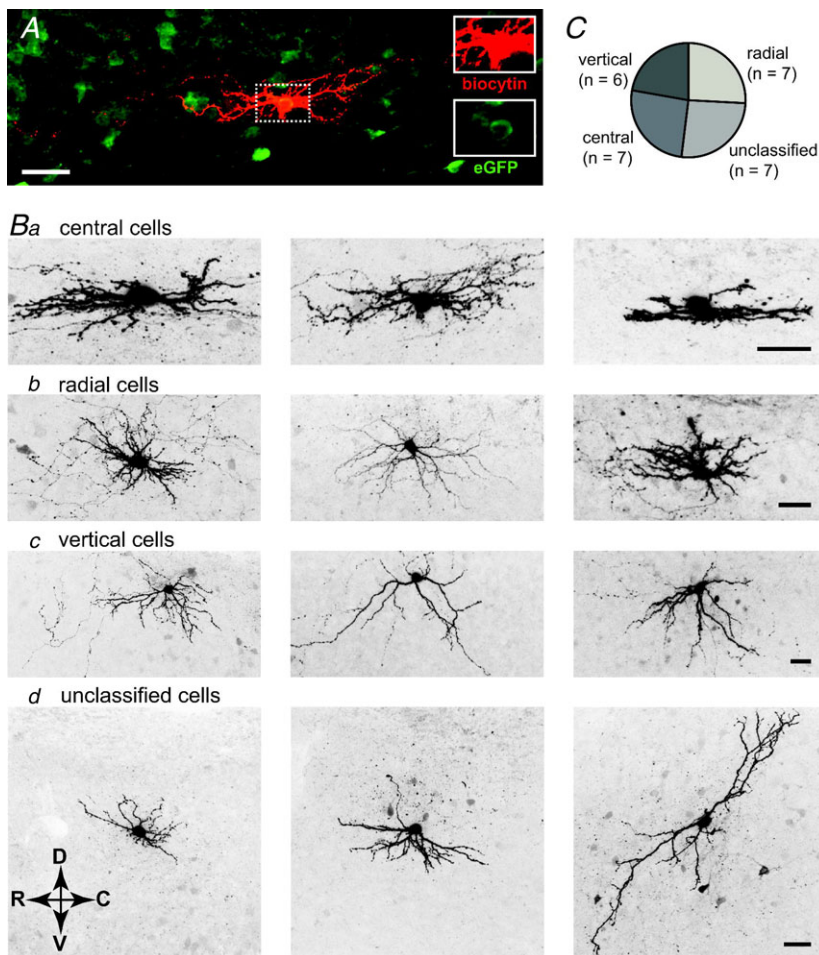 A
biocytin
eGFP
C
vertical
(n = 6)
radial
(n = 7)
central
(n = 7)
unclassified
(n = 7)
Ba central cells
b radial cells
c vertical cells
d unclassified cells
D
R C
V